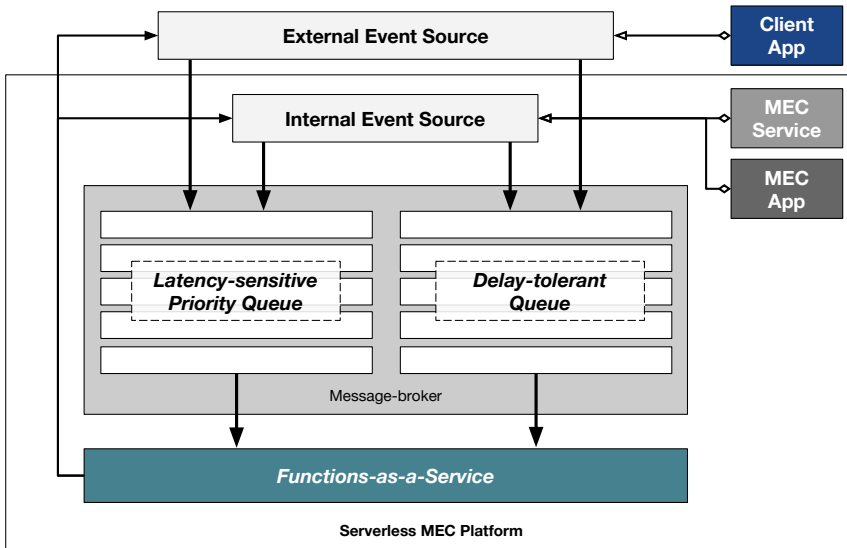 External Event Source
Client
App
Internal Event Source
MEC
Service
MEC
App
Latency-sensitive
Priority Queue
Delay-tolerant
Queue
Message-broker
Functions-as-a-Service
Serverless MEC Platform